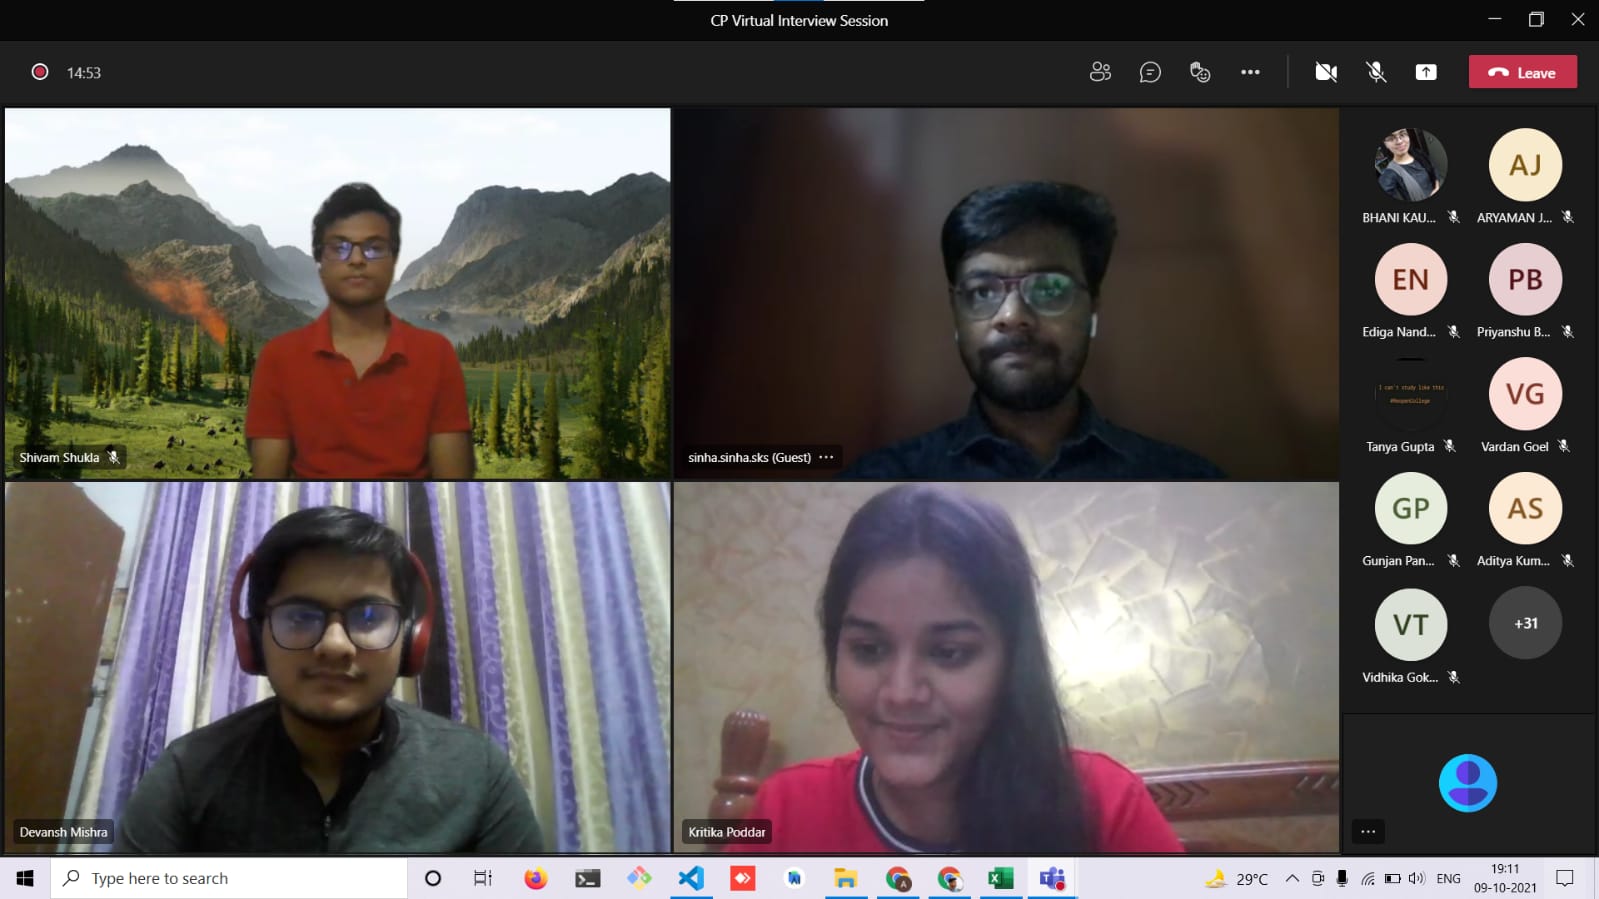 CP Virtual Interview Session
14:53
Leave
Shivam Shukla
sinha.sinha.sks (Guest)
Devansh Mishra
Kritika Poddar
BHANI KAU...
ARYAMAN J...
AJ
EN
PB
Ediga Nand...
Priyanshu B...
I can't study like this
#ReopenCollege
VG
Tanya Gupta
Vardan Goel
GP
AS
Gunjan Pan...
Aditya Kum...
VT
+31
Vidhika Gok...
Type here to search
29°C
ENG
19:11
09-10-2021